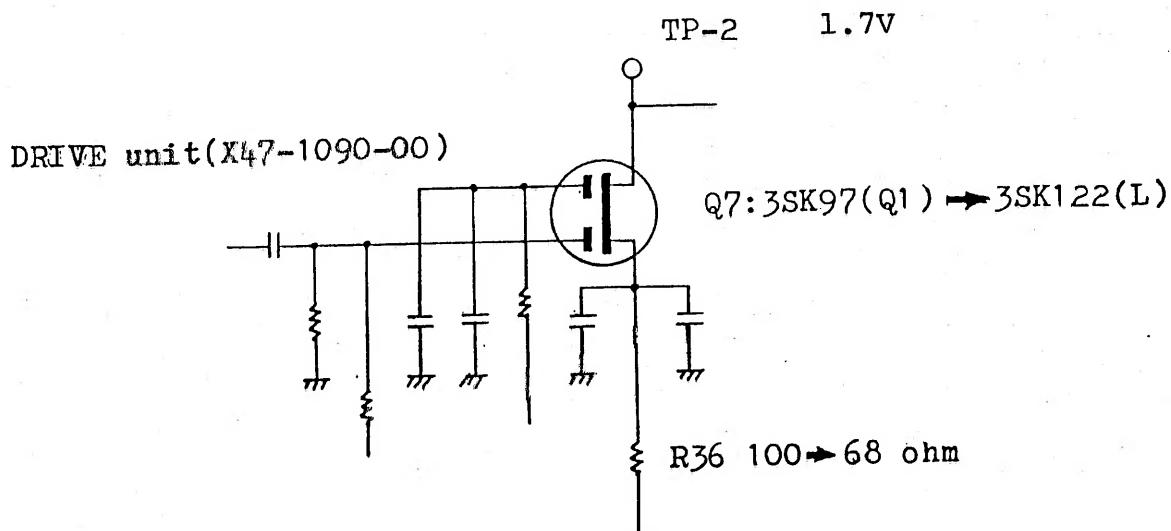 TP-2 1.7V
DRIVE unit(X47-1090-00)
Q7:3SK97(Q1)➞3SK122(L)
R36 100➞68 ohm